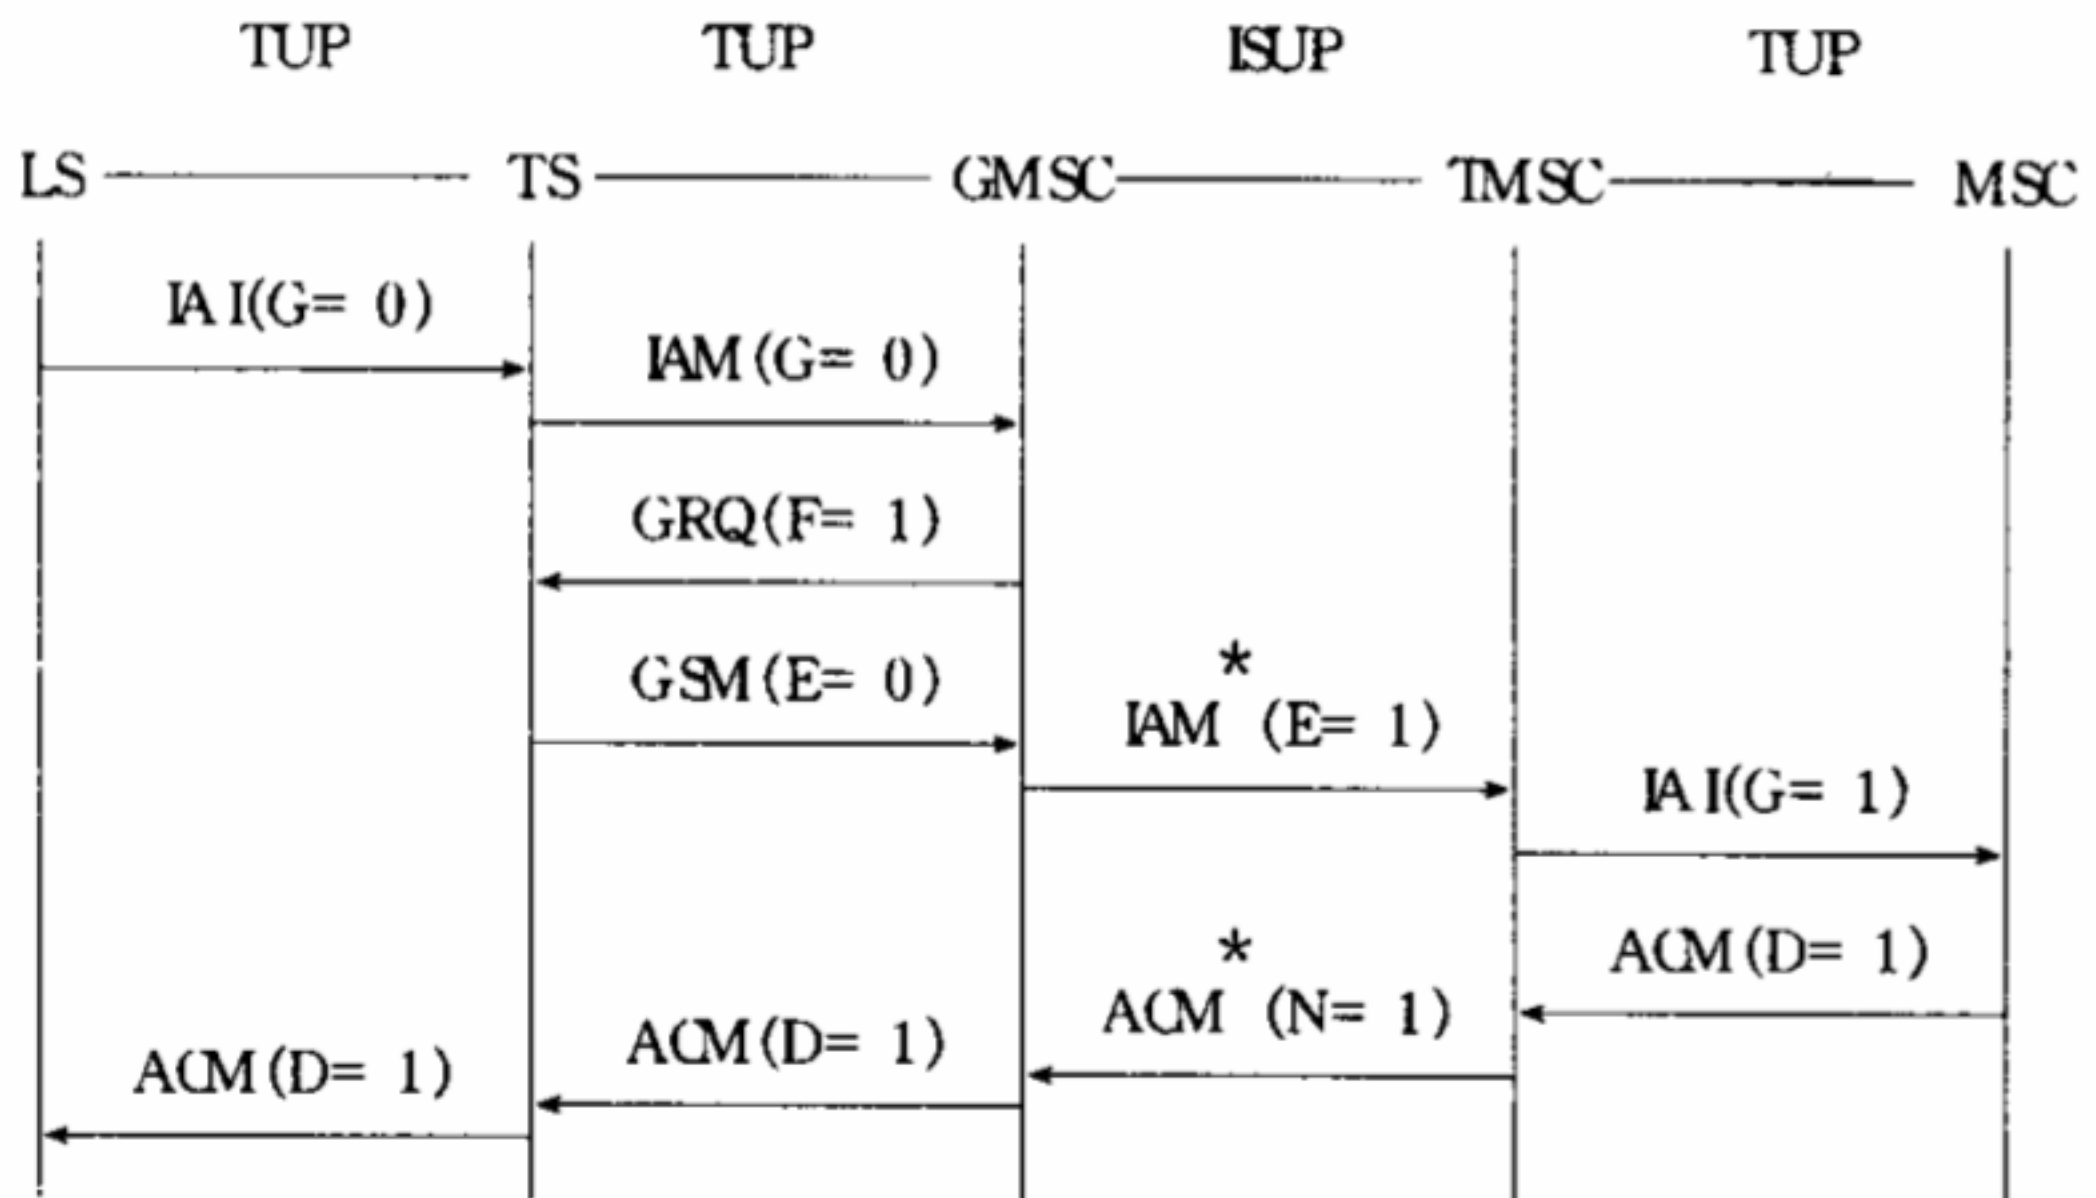 TUP TUP ISUP TUP
LS TS GMSC TMSC MSC
IAI(G= 0)
IAM(G= 0)
GRQ(F= 1)
GSM(E= 0)
*
IAM (E= 1)
IAI(G= 1)
ACM(D= 1)
*
ACM (N= 1)
ACM(D= 1)
ACM(D= 1)